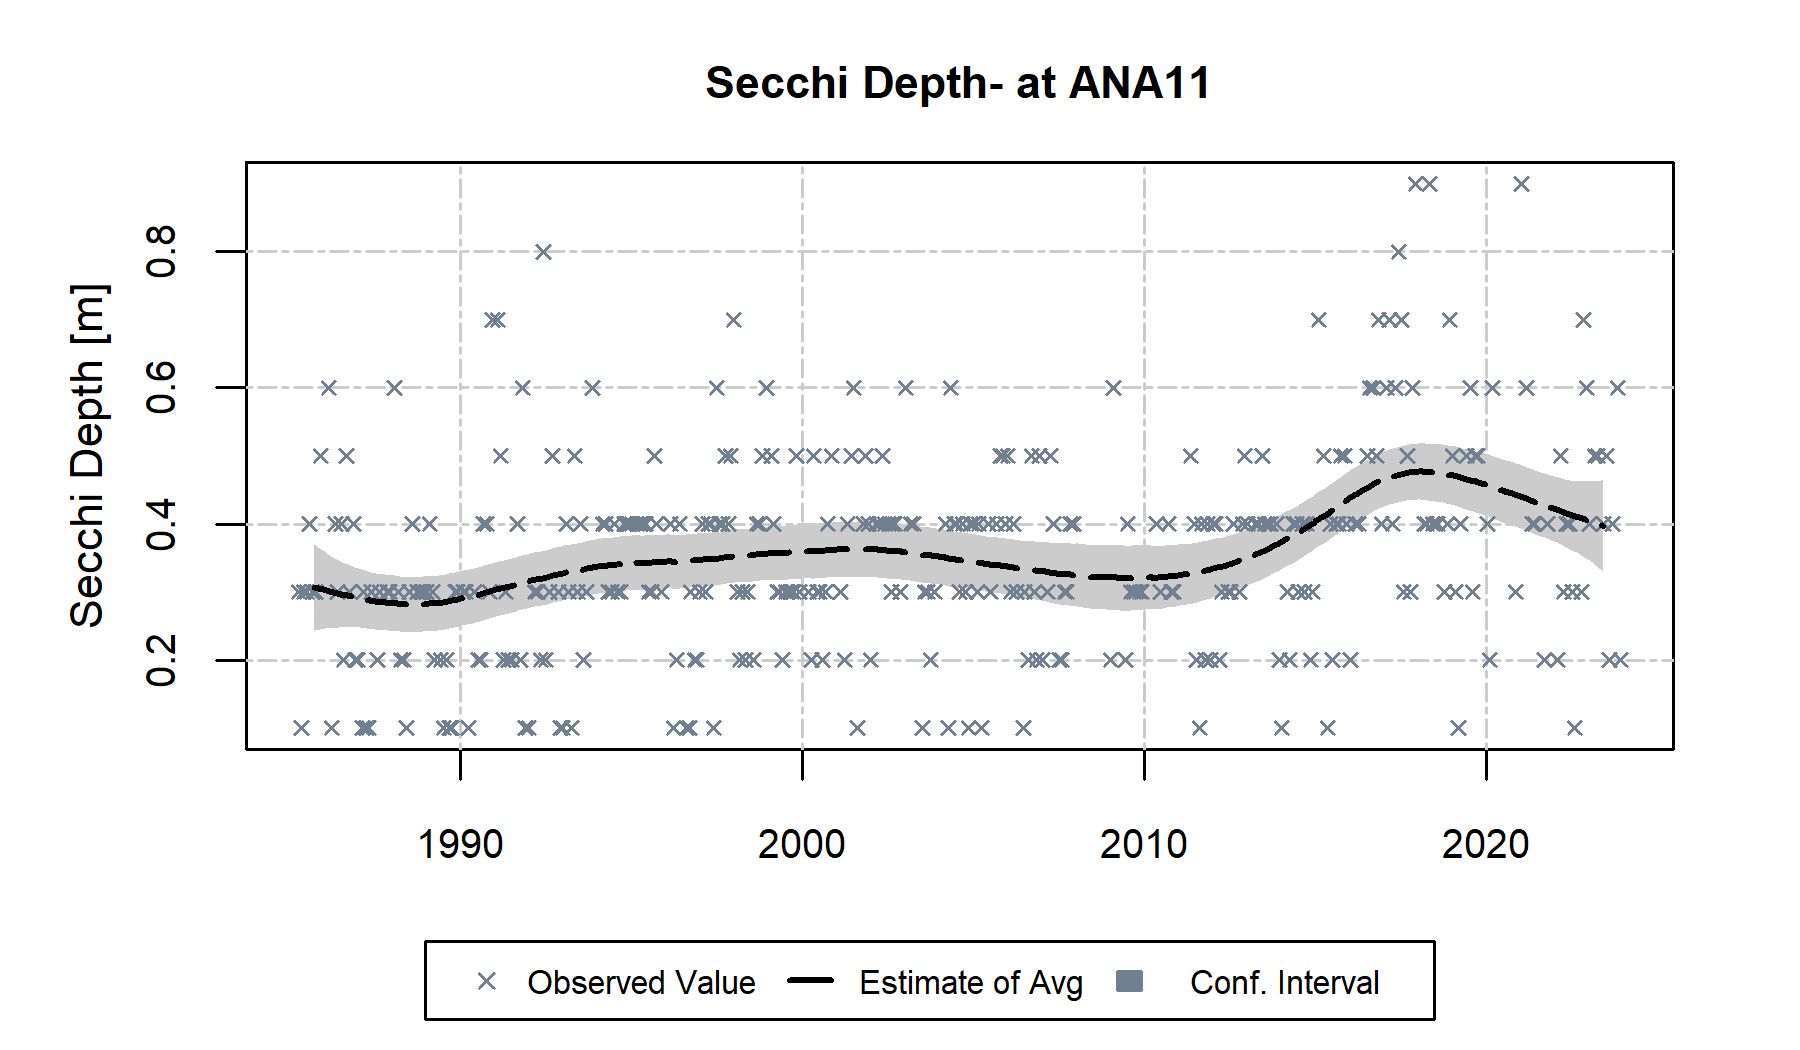 Secchi Depth- at ANA11
Secchi Depth [m]
0.8
0.6
0.4
0.2
1990 2000 2010 2020
Observed Value Estimate of Avg Conf. Interval